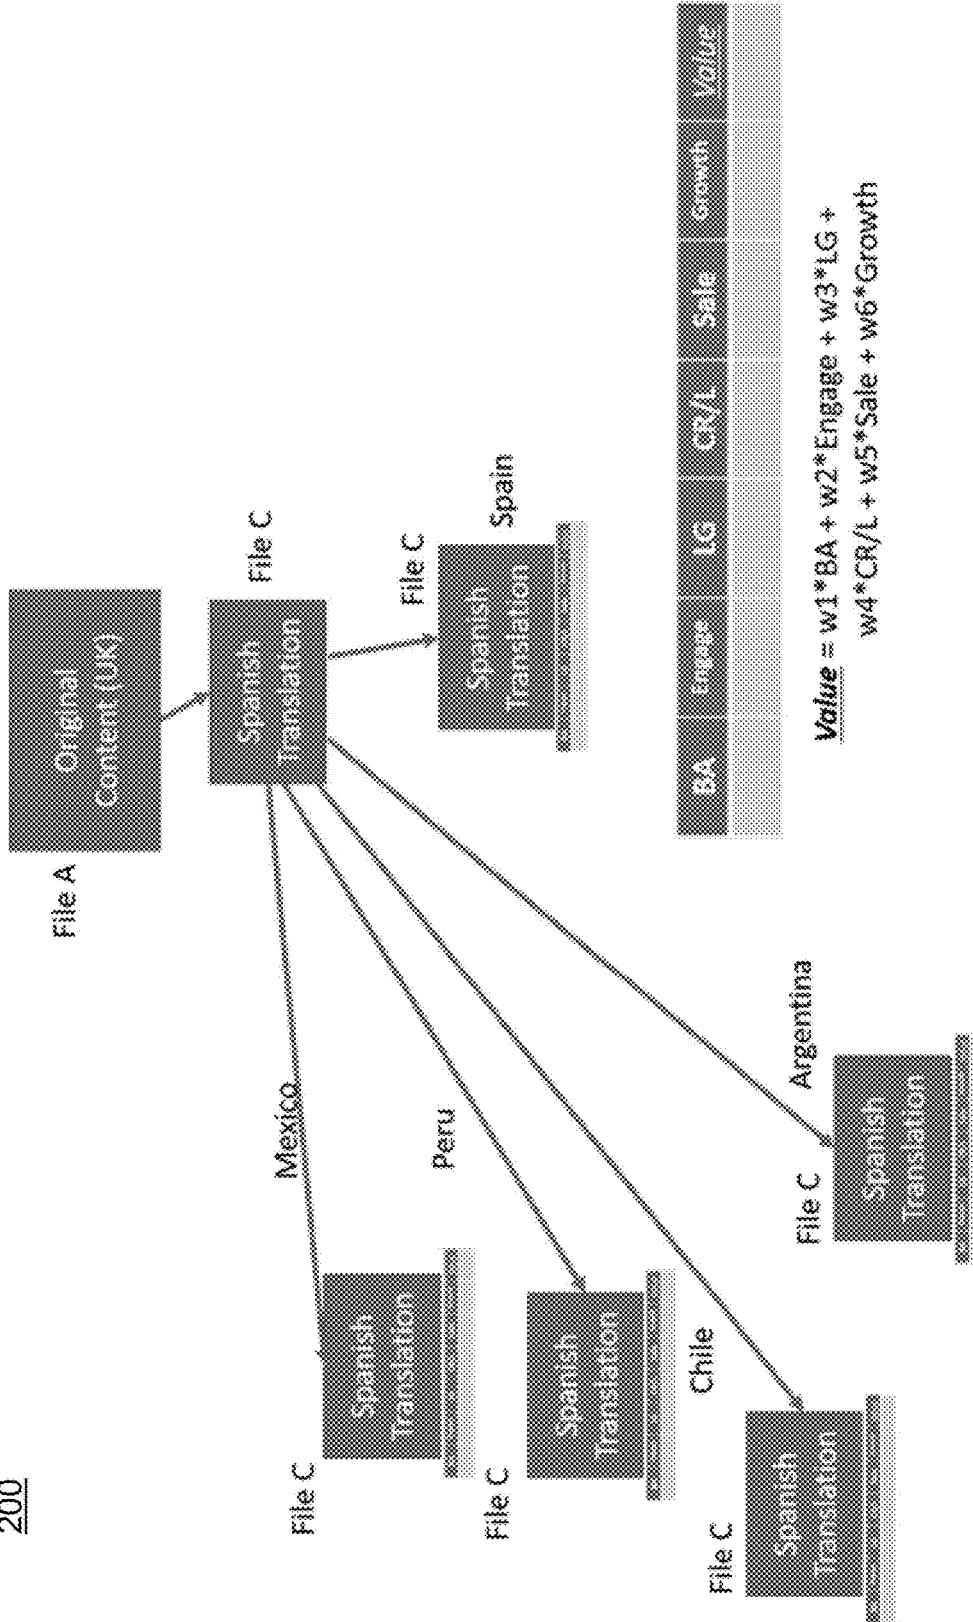 200
File A
Original
Content (UK)
Spanish
Translation
File C
Mexico
File C
Spanish
Translation
File C
Spanish
Translation
Spain
Peru
File C
Spanish
Translation
Chile
File C
Spanish
Translation
Argentina
File C
Spanish
Translation
BA Engage LG CR/L Sale Growth Value
Value = w1*BA + w2*Engage + w3*LG +
w4*CR/L + w5*Sale + w6*Growth